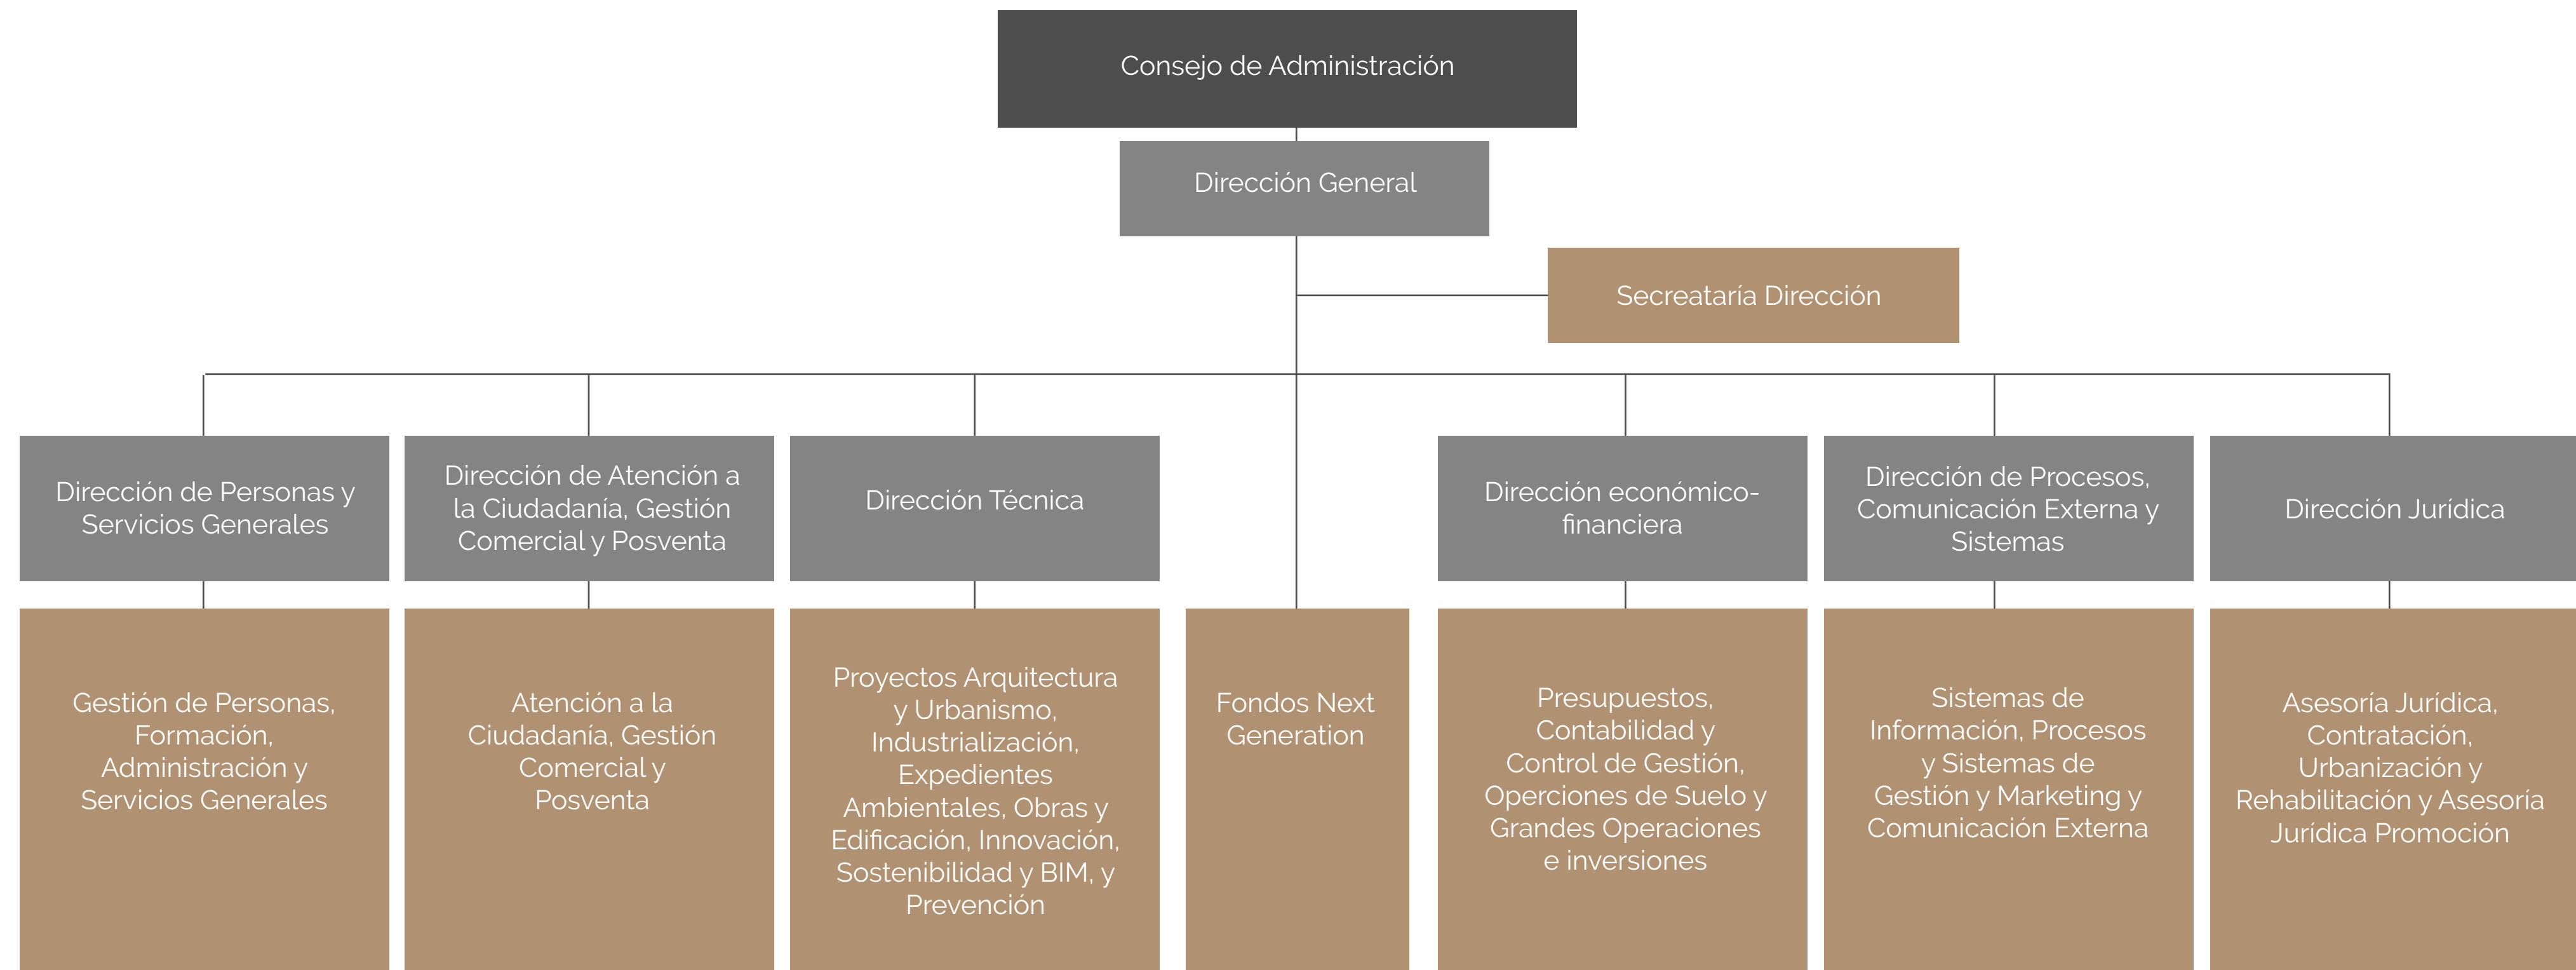 Consejo de Administración
Dirección General
Secreataría Dirección
Dirección de Personas y
Servicios Generales
Dirección de Atención a
la Ciudadanía, Gestión
Comercial y Posventa
Dirección Técnica
Dirección económico-
financiera
Dirección de Procesos,
Comunicación Externa y
Sistemas
Dirección Jurídica
Gestión de Personas,
Formación,
Administración y
Servicios Generales
Atención a la
Ciudadanía, Gestión
Comercial y
Posventa
Proyectos Arquitectura
y Urbanismo,
Industrialización,
Expedientes
Ambientales, Obras y
Edificación, Innovación,
Sostenibilidad y BIM, y
Prevención
Fondos Next
Generation
Presupuestos,
Contabilidad y
Control de Gestión,
Operciones de Suelo y
Grandes Operaciones
e inversiones
Sistemas de
Información, Procesos
y Sistemas de
Gestión y Marketing y
Comunicación Externa
Asesoría Jurídica,
Contratación,
Urbanización y
Rehabilitación y Asesoría
Jurídica Promoción